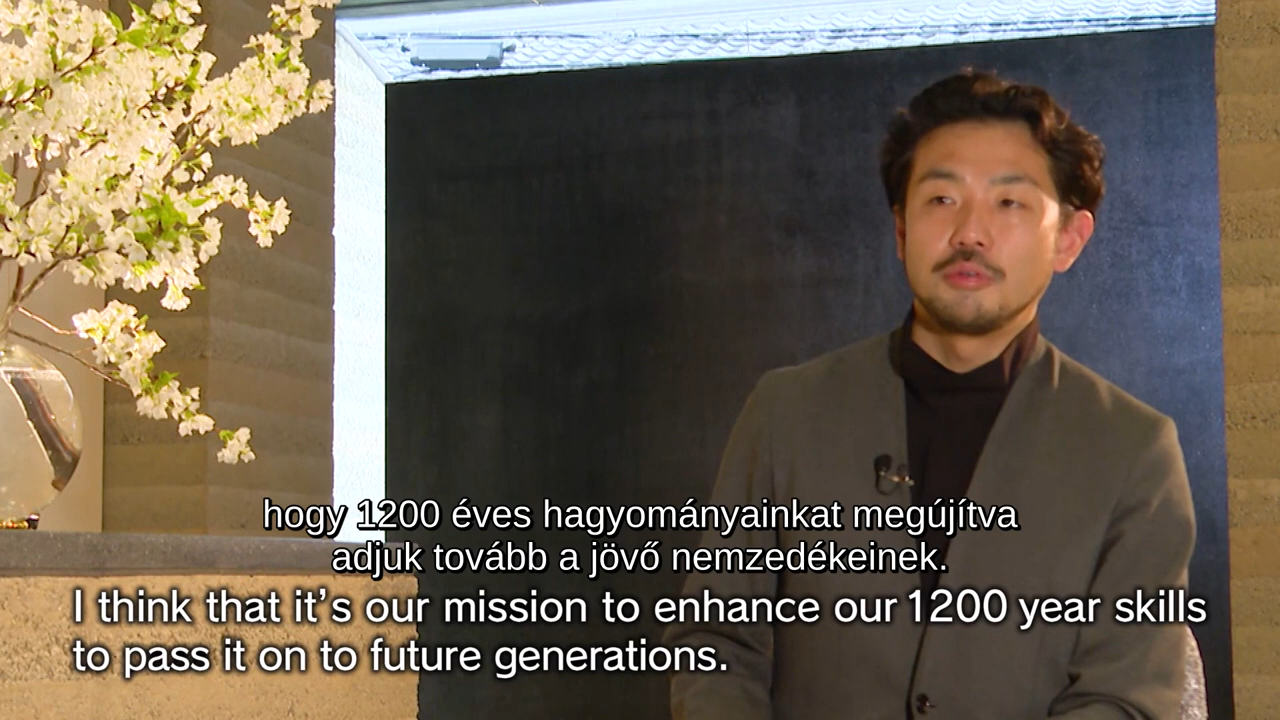 hogy 1200 éves hagyományainkat megújítva
adjuk tovább a jövő nemzedékeinek.
I think that it’s our mission to enhance our 1200 year skills
to pass it on to future generations.